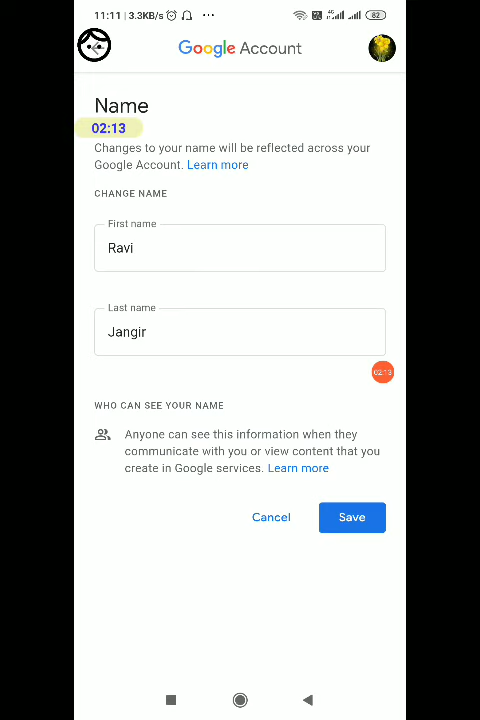 11:11 | 3.3KB/s ... 4G 82
Google Account
Name
02:13
Changes to your name will be reflected across your
Google Account. Learn more
CHANGE NAME
First name
Ravi
Last name
Jangir
02:13
WHO CAN SEE YOUR NAME
Anyone can see this information when they
communicate with you or view content that you
create in Google services. Learn more
Cancel Save